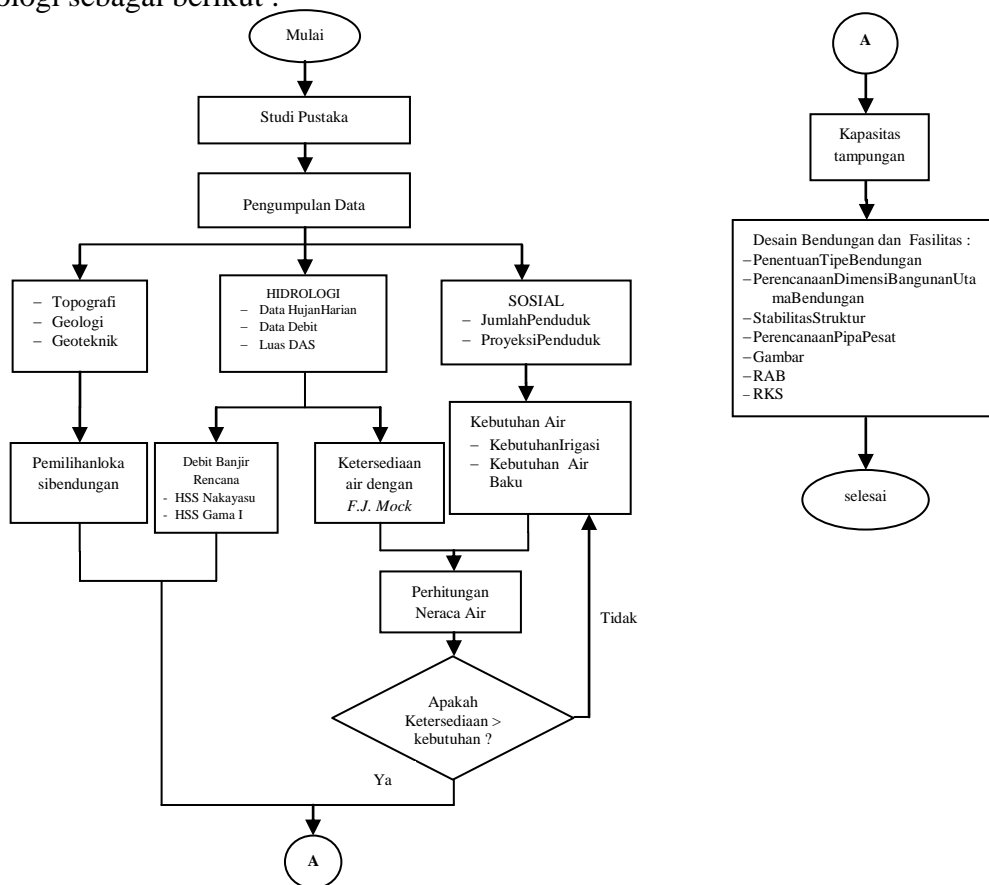 ologi sebagai berikut :
Mulai
Studi Pustaka
Pengumpulan Data
– Topografi
– Geologi
– Geoteknik
HIDROLOGI
– Data HujanHarian
– Data Debit
– Luas DAS
SOSIAL
– JumlahPenduduk
– ProyeksiPenduduk
Pemilihanloka
sibendungan
Debit Banjir
Rencana
- HSS Nakayasu
- HSS Gama I
Ketersediaan
air dengan
F.J. Mock
Kebutuhan Air
– KebutuhanIrigasi
– Kebutuhan Air
Baku
Perhitungan
Neraca Air
Tidak
Apakah
Ketersediaan >
kebutuhan ?
Ya
A
A
Kapasitas
tampungan
Desain Bendungan dan Fasilitas :
–PenentuanTipeBendungan
–PerencanaanDimensiBangunanUta
maBendungan
–StabilitasStruktur
–PerencanaanPipaPesat
–Gambar
–RAB
–RKS
selesai